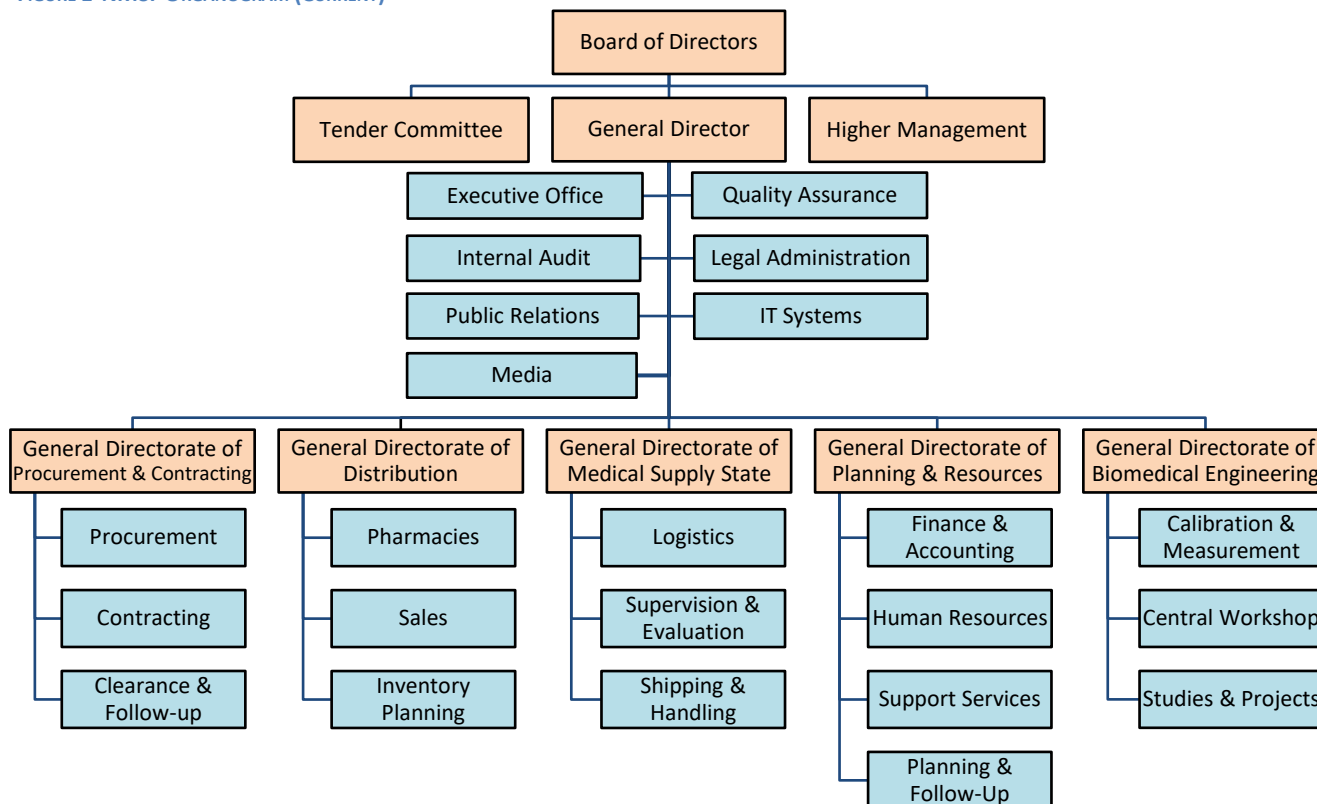 ORGANOGRAM (CURRENT)
Board of Directors
Tender Committee
General Director
Higher Management
Executive Office
Quality Assurance
Internal Audit
Legal Administration
Public Relations
IT Systems
Media
General Directorate of
Procurement & Contracting
General Directorate of
Distribution
General Directorate of
Medical Supply State
General Directorate of
Planning & Resources
General Directorate of
Biomedical Engineering
Procurement
Contracting
Clearance &
Follow-up
Pharmacies
Sales
Inventory
Planning
Logistics
Supervision &
Evaluation
Shipping &
Handling
Finance &
Accounting
Human Resources
Support Services
Planning &
Follow-Up
Calibration &
Measurement
Central Workshop
Studies & Projects